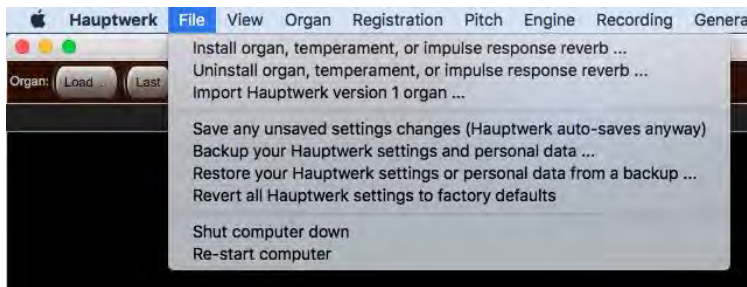 Hauptwerk File View Organ Registration Pitch Engine Recording Genera
Organ: Load ... Last
Install organ, temperament, or impulse response reverb ...
Uninstall organ, temperament, or impulse response reverb ...
Import Hauptwerk version 1 organ ...
Save any unsaved settings changes (Hauptwerk auto-saves anyway)
Backup your Hauptwerk settings and personal data ...
Restore your Hauptwerk settings or personal data from a backup ...
Revert all Hauptwerk settings to factory defaults
Shut computer down
Re-start computer